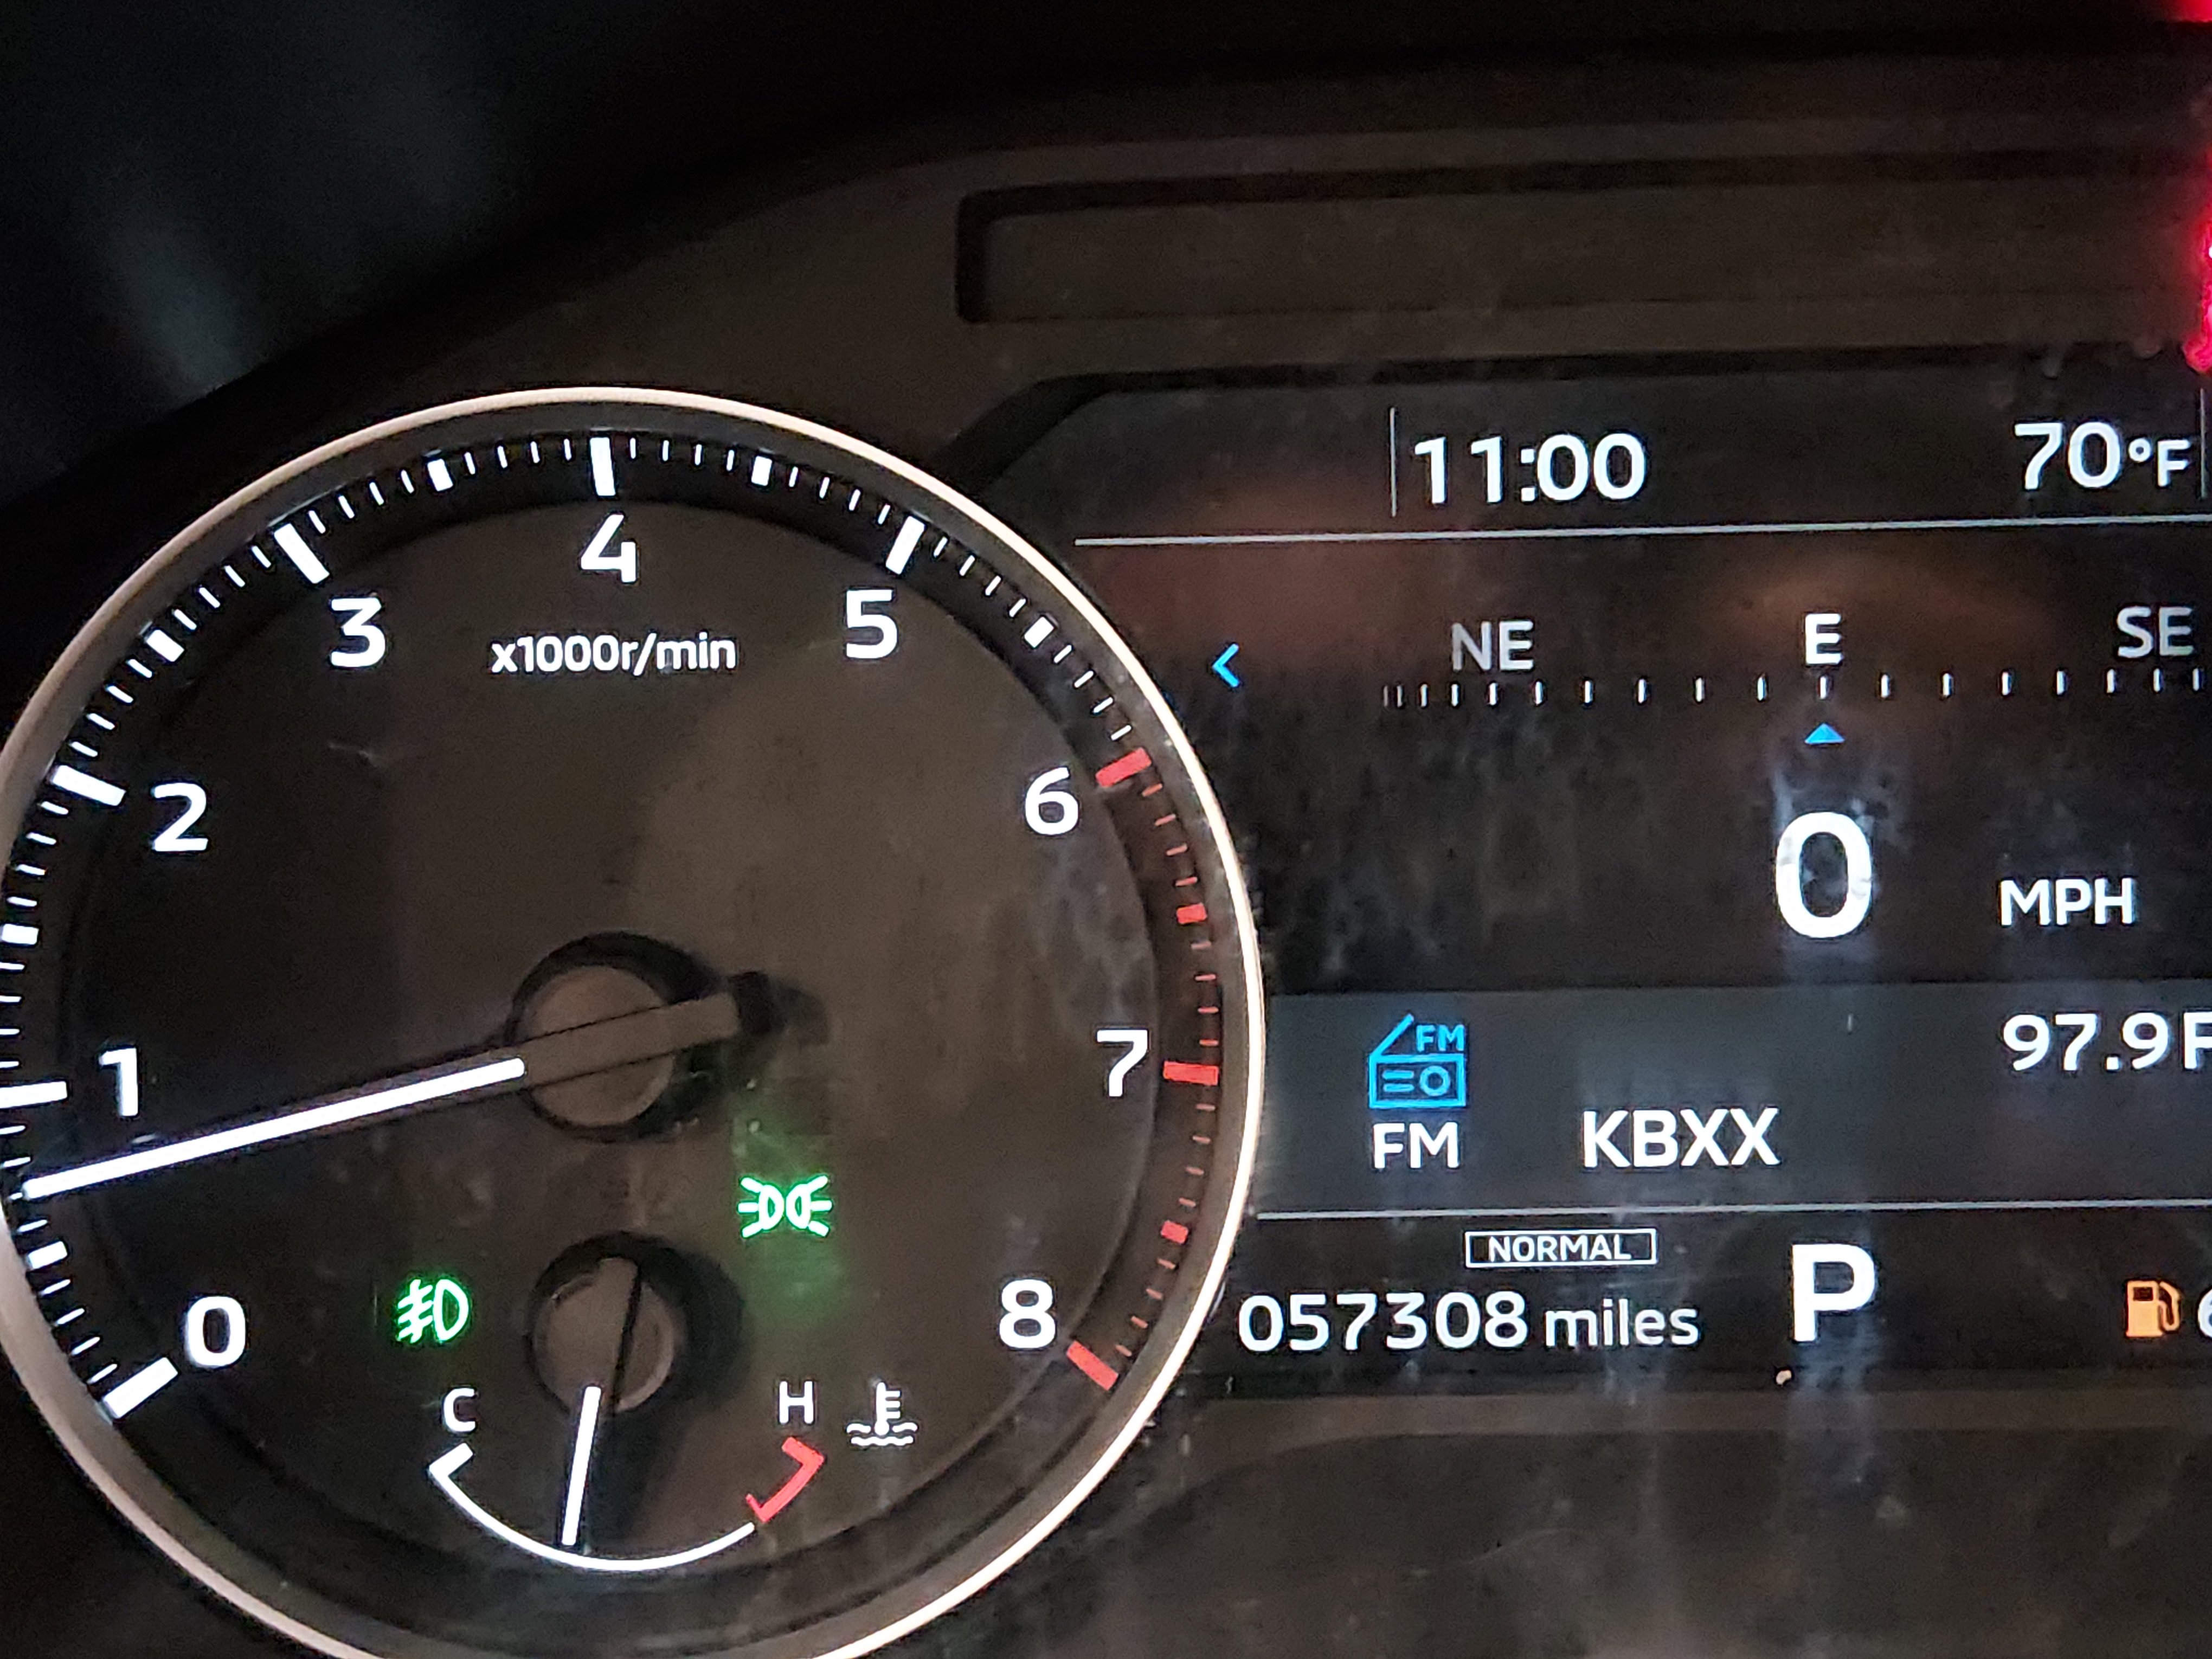 11:00 70°F
4
3 5
x1000r/min
NE E SE
2 6
0 MPH
1 7
FM 97.9
FM KBXX
NORMAL
0 8
057308 miles P
C H